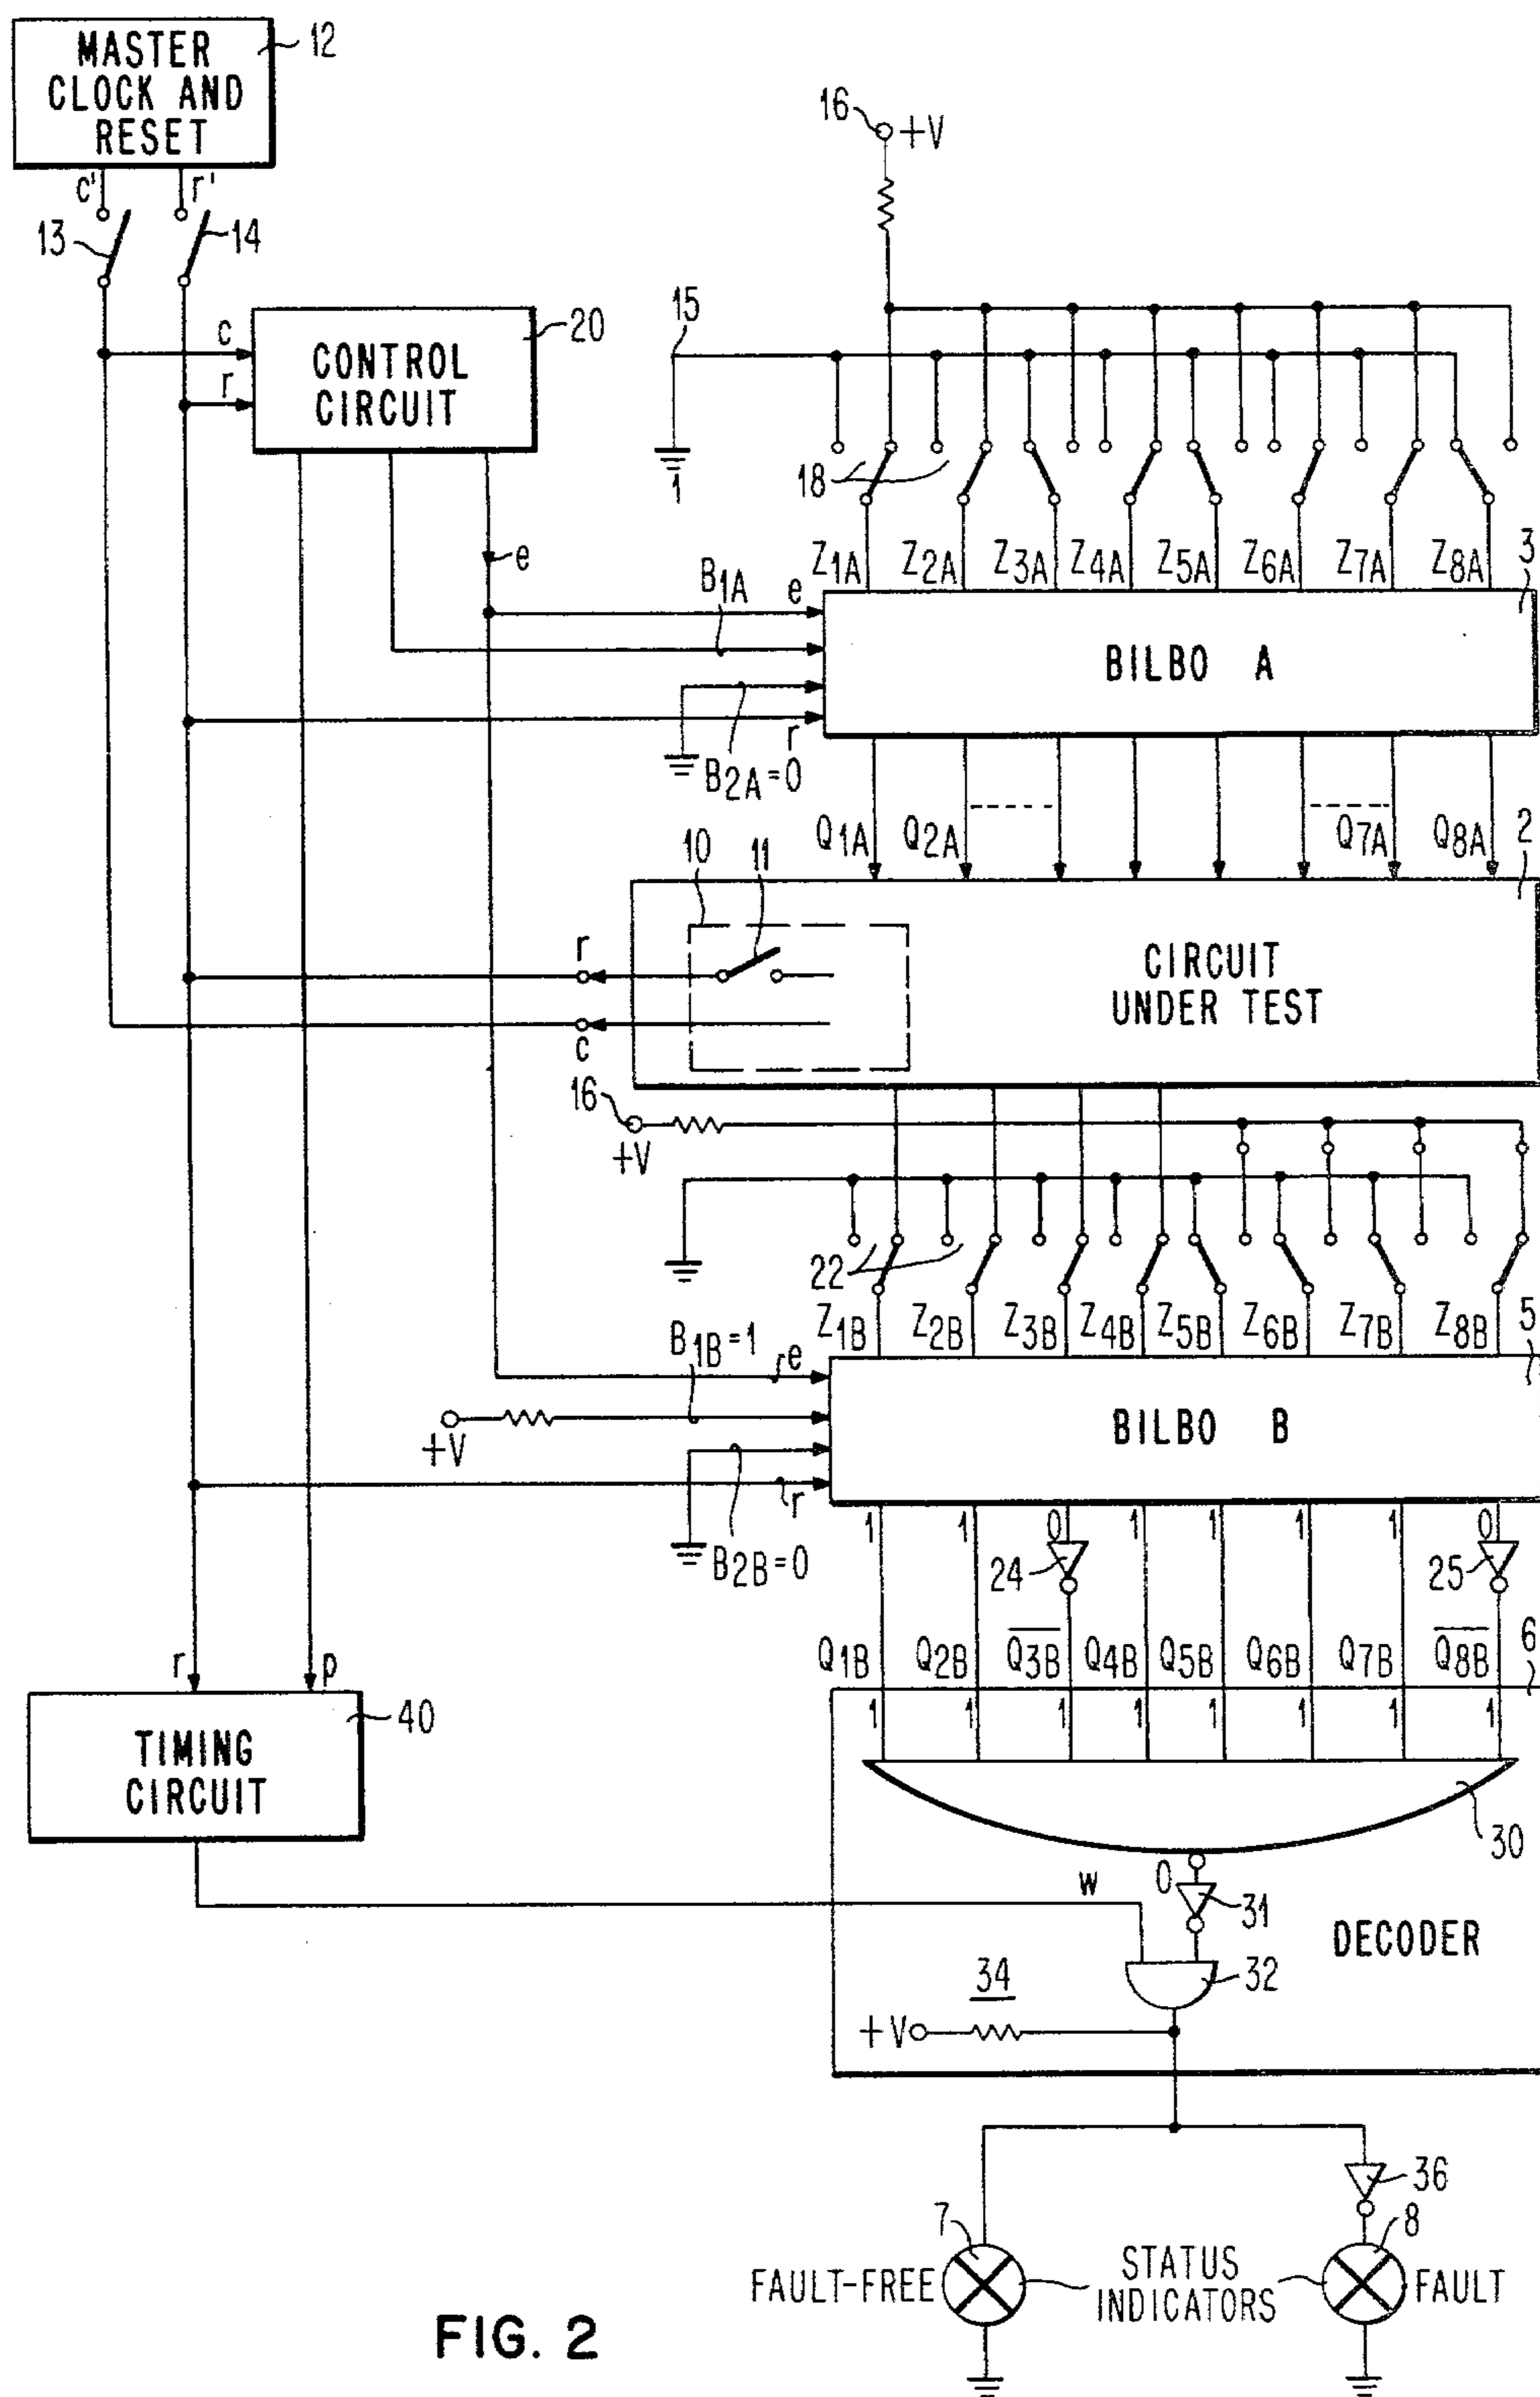 MASTER
CLOCK AND
RESET
12
c'
r'
13
14
16
+V
15
c
r
CONTROL
CIRCUIT
20
1
18
e
Z1A
Z2A
Z3A
Z4A
Z5A
Z6A
Z7A
Z8A
3
B1A
e
BILBO A
r
B2A=0
Q1A
Q2A
Q7A
Q8A
2
10
11
r
c
CIRCUIT
UNDER TEST
16
+V
22
Z1B
Z2B
Z3B
Z4B
Z5B
Z6B
Z7B
Z8B
5
B1B=1
e
+V
BILBO B
r
B2B=0
1
1
0
1
1
1
1
0
24
25
Q1B
Q2B
Q̅3B̅
Q4B
Q5B
Q6B
Q7B
Q̅8B̅
6
r
p
1
1
1
1
1
1
1
1
TIMING
CIRCUIT
40
30
w
0
31
DECODER
32
34
+V
36
7
8
FAULT-FREE
STATUS
INDICATORS
FAULT
FIG. 2